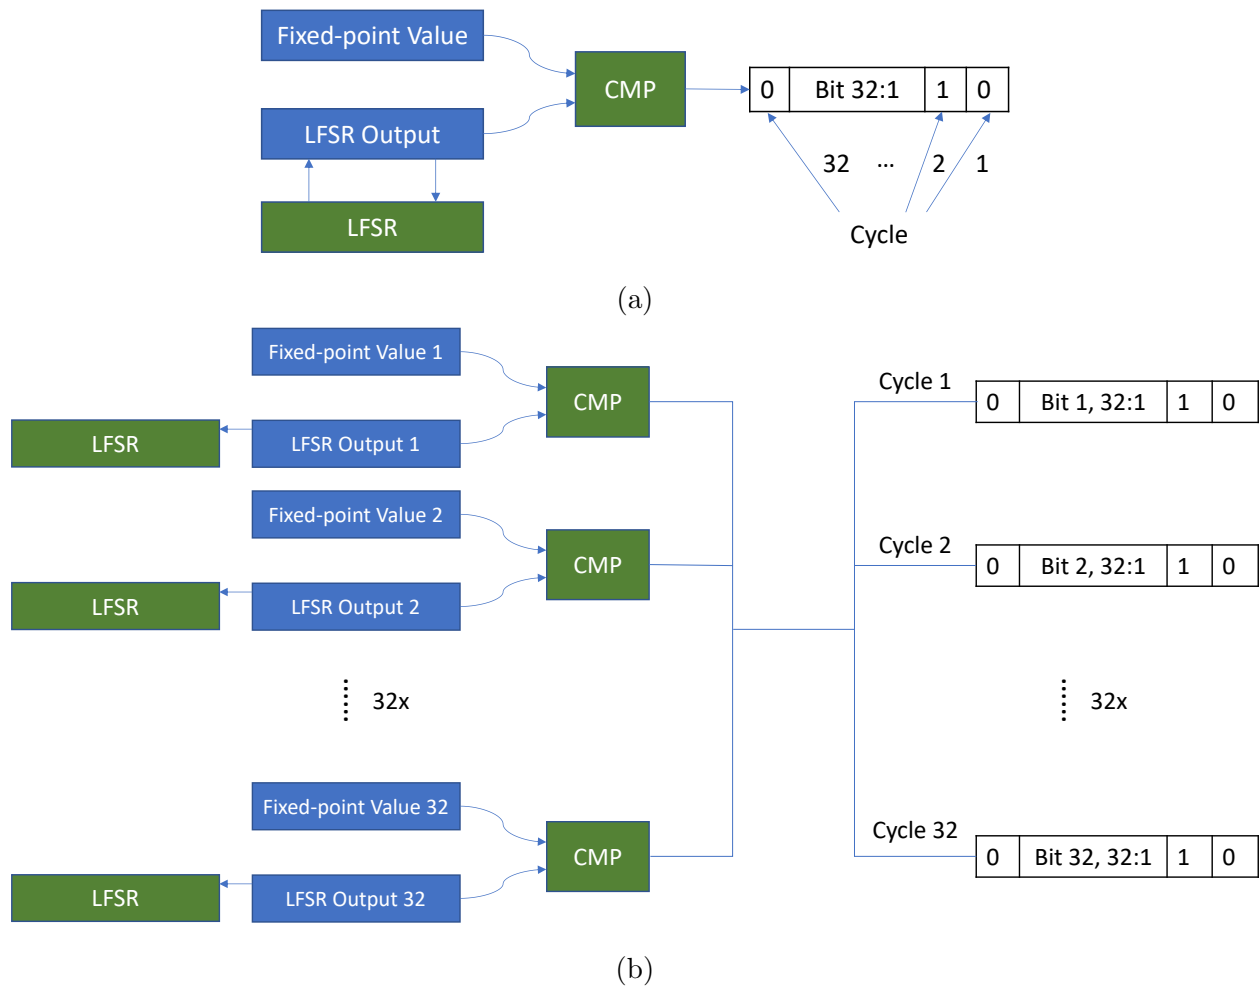 Fixed-point Value
CMP
0 Bit 32:1 1 0
LFSR Output
32 ... 2 1
LFSR
Cycle
(a)
Fixed-point Value 1
CMP
Cycle 1
0 Bit 1, 32:1 1 0
LFSR
LFSR Output 1
Fixed-point Value 2
CMP
Cycle 2
0 Bit 2, 32:1 1 0
LFSR
LFSR Output 2
32x
32x
Fixed-point Value 32
CMP
Cycle 32
0 Bit 32, 32:1 1 0
LFSR
LFSR Output 32
(b)